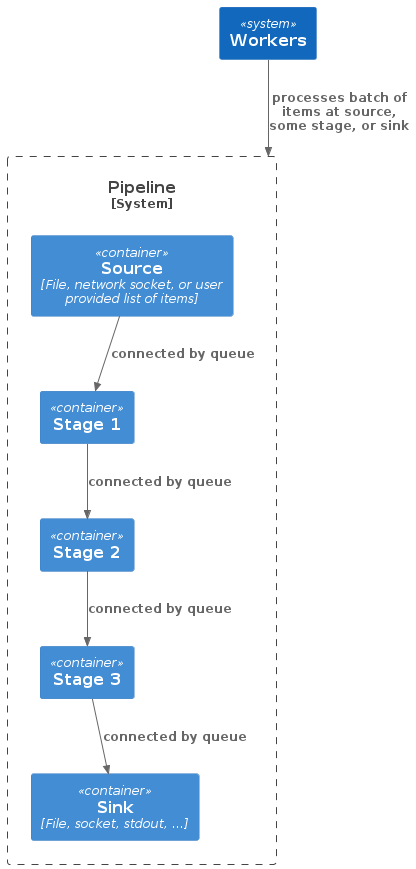 «system»
Workers
processes batch of
items at source,
some stage, or sink
Pipeline
[System]
«container»
Source
[File, network socket, or user
provided list of items]
connected by queue
«container»
Stage 1
connected by queue
«container»
Stage 2
connected by queue
«container»
Stage 3
connected by queue
«container»
Sink
[File, socket, stdout, ...]